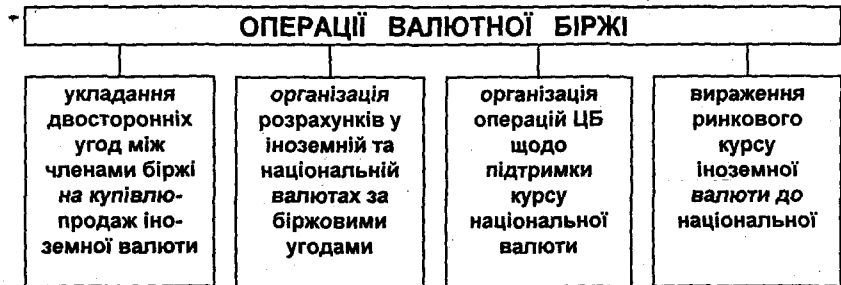 ОПЕРАЦІЇ ВАЛЮТНОЇ БІРЖІ
укладання
двосторонніх
угод між
членами біржі
на купівлю-
продаж іно-
земної валюти
організація
розрахунків у
іноземній та
національній
валютах за
біржовими
угодами
організація
операцій ЦБ
щодо
підтримки
курсу
національної
валюти
вираження
ринкового
курсу
іноземної
валюти до
національної